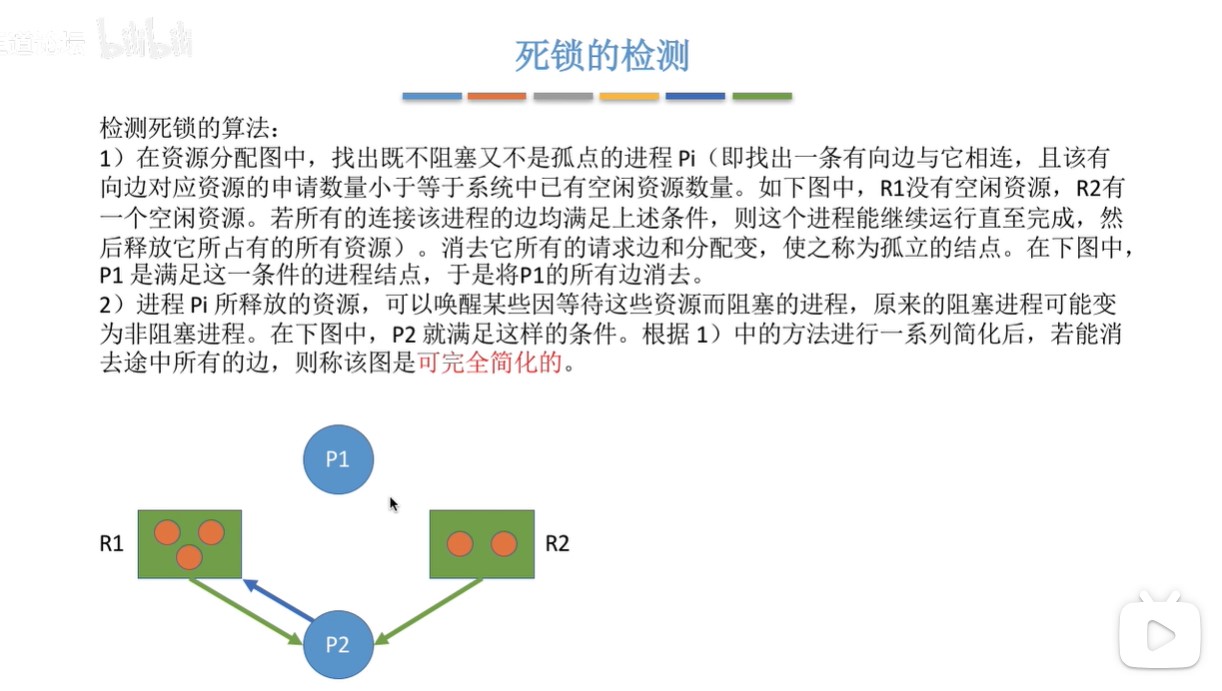 bilibili
死锁的检测
检测死锁的算法：
1）在资源分配图中，找出既不阻塞又不是孤点的进程 Pi（即找出一条有向边与它相连，且该有
向边对应资源的申请数量小于等于系统中已有空闲资源数量。如下图中，R1没有空闲资源，R2有
一个空闲资源。若所有的连接该进程的边均满足上述条件，则这个进程能继续运行直至完成，然
后释放它所占有的所有资源）。消去它所有的请求边和分配变，使之称为孤立的结点。在下图中，
P1 是满足这一条件的进程结点，于是将P1的所有边消去。
2）进程 Pi 所释放的资源，可以唤醒某些因等待这些资源而阻塞的进程，原来的阻塞进程可能变
为非阻塞进程。在下图中，P2 就满足这样的条件。根据 1）中的方法进行一系列简化后，若能消
去途中所有的边，则称该图是可完全简化的。
P1
R1
R2
P2